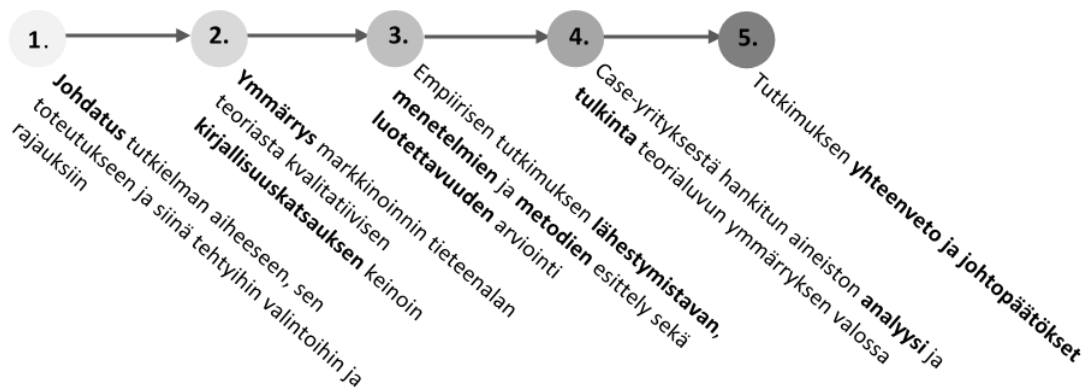 1.
2.
3.
4.
5.
Johdatus tutkielman aiheeseen, sen
toteutukseen ja siinä tehtyihin valintoihin ja
rajauksiin
Ymmärrys markkinoinnin tieteenalan
teoriasta kvalitatiivisen
kirjallisuuskatsauksen keinoin
Empiirisen tutkimuksen lähestymistavan,
menetelmien ja metodien esittely sekä
luotettavuuden arviointi
Case-yrityksestä hankitun aineiston analyysi ja
tulkinta teorialuvun ymmärryksen valossa
Tutkimuksen yhteenveto ja johtopäätökset